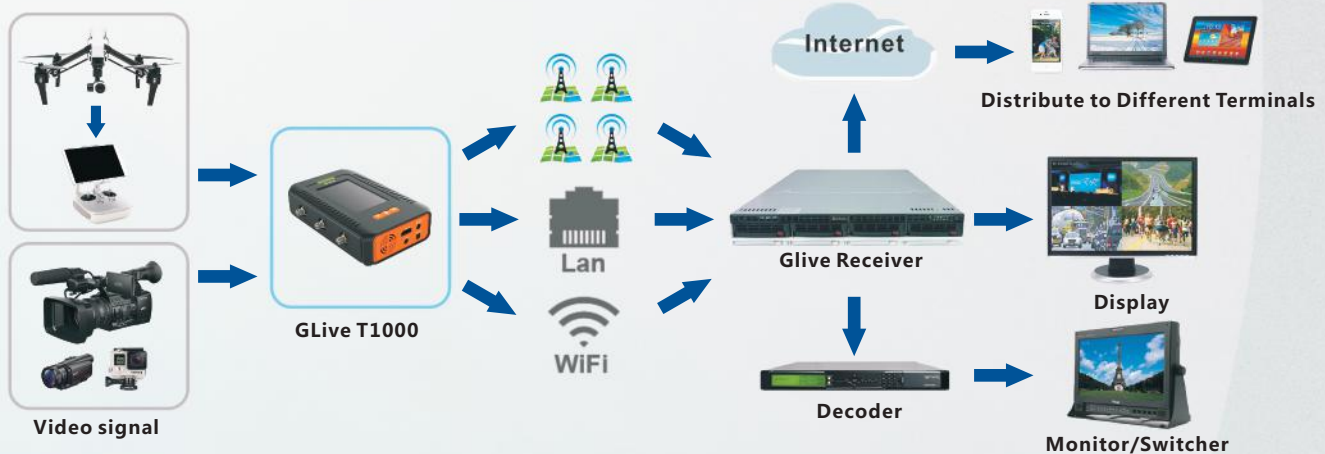 Internet
Distribute to Different Terminals
Lan
Glive Receiver
Display
GLive T1000
WiFi
Decoder
Video signal
Monitor/Switcher